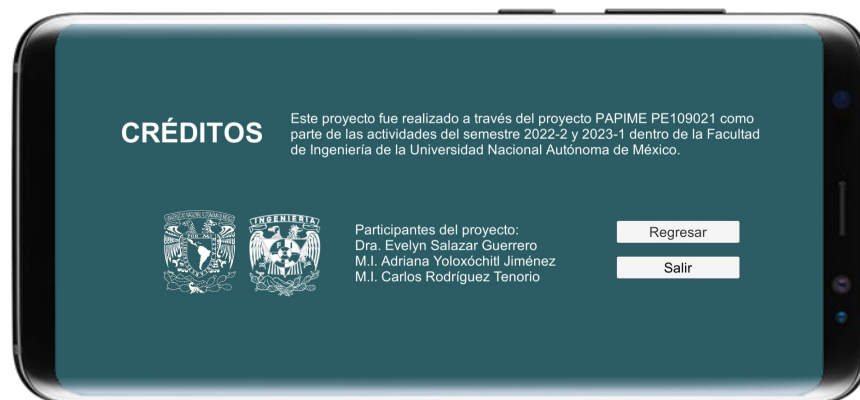 CRÉDITOS
Este proyecto fue realizado a través del proyecto PAPIME PE109021 como
parte de las actividades del semestre 2022-2 y 2023-1 dentro de la Facultad
de Ingeniería de la Universidad Nacional Autónoma de México.
INGENIERIA
Participantes del proyecto:
Dra. Evelyn Salazar Guerrero
M.I. Adriana Yoloxóchitl Jiménez
M.I. Carlos Rodríguez Tenorio
Regresar
Salir